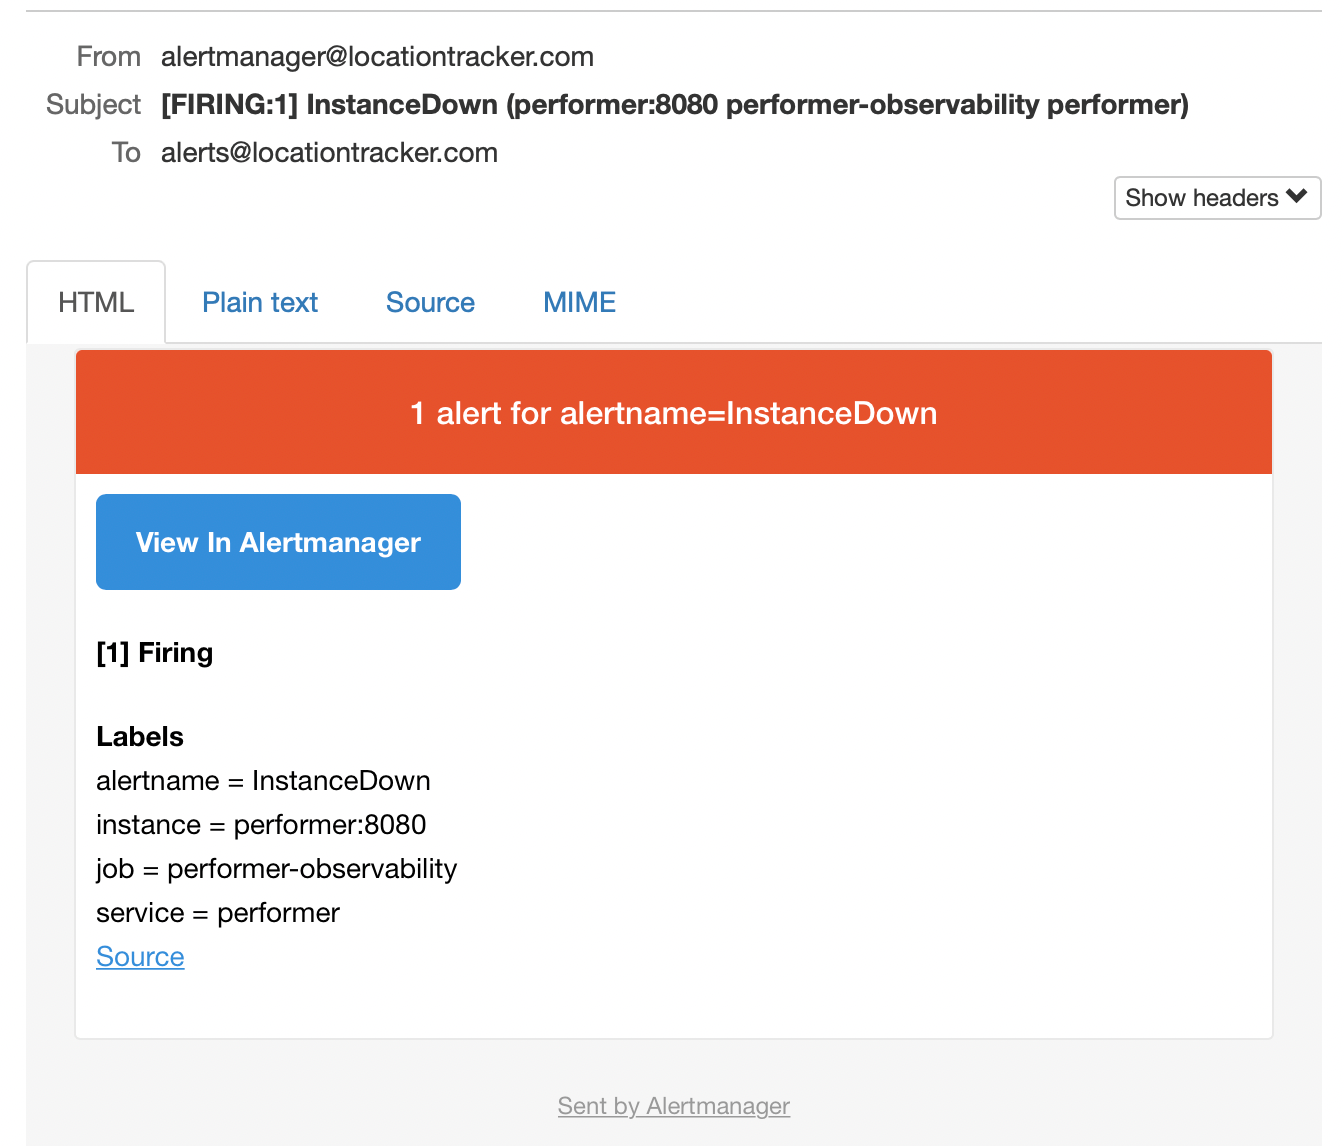 From alertmanager@locationtracker.com
Subject [FIRING:1] InstanceDown (performer:8080 performer-observability performer)
To alerts@locationtracker.com
Show headers
HTML Plain text Source MIME
1 alert for alertname=InstanceDown
View In Alertmanager
[1] Firing
Labels
alertname = InstanceDown
instance = performer:8080
job = performer-observability
service = performer
Source
Sent by Alertmanager